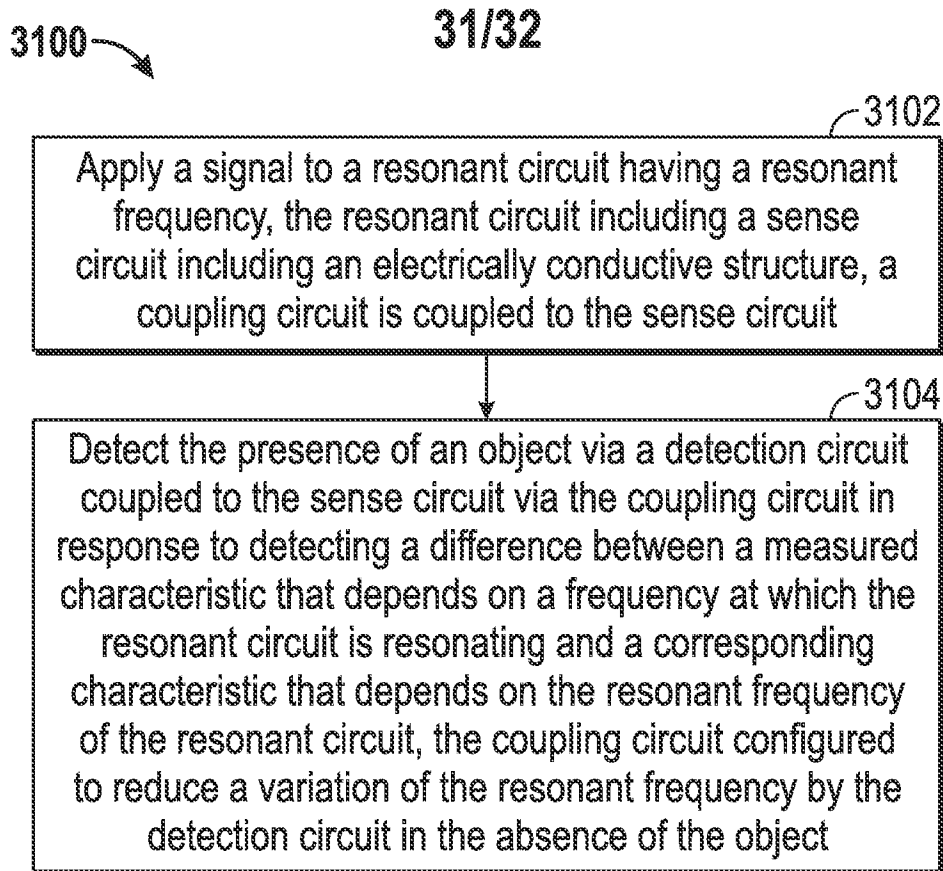 31/32
3100
3102
Apply a signal to a resonant circuit having a resonant
frequency, the resonant circuit including a sense
circuit including an electrically conductive structure, a
coupling circuit is coupled to the sense circuit
3104
Detect the presence of an object via a detection circuit
coupled to the sense circuit via the coupling circuit in
response to detecting a difference between a measured
characteristic that depends on a frequency at which the
resonant circuit is resonating and a corresponding
characteristic that depends on the resonant frequency
of the resonant circuit, the coupling circuit configured
to reduce a variation of the resonant frequency by the
detection circuit in the absence of the object